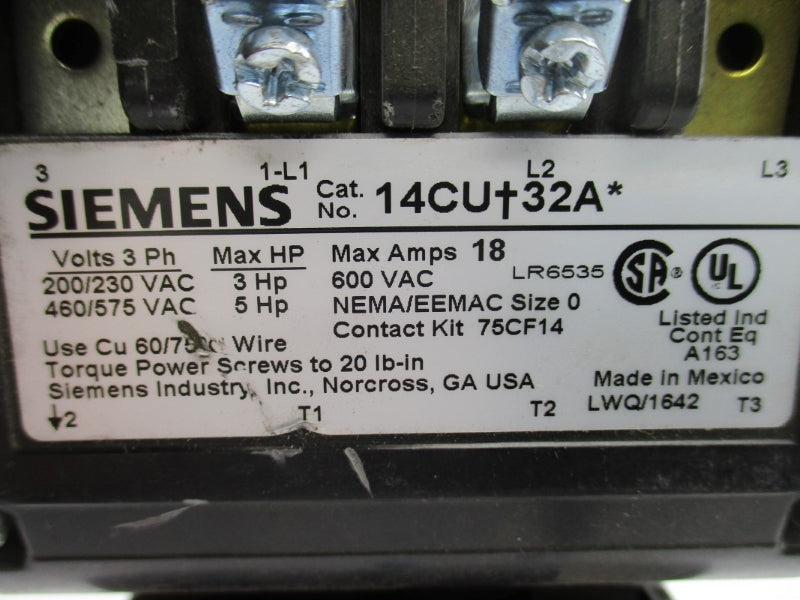 3 1-L1 L2 L3
SIEMENS Cat. No. 14CU†32A*
Volts 3 Ph Max HP Max Amps 18
200/230 VAC 3 Hp 600 VAC LR6535 SA® UL
460/575 VAC 5 Hp NEMA/EEMAC Size 0
Contact Kit 75CF14
Listed Ind
Cont Eq
A163
Use Cu Wire
Torque Power Screws to 20 lb-in
Siemens Industry, Inc., Norcross, GA USA
Made in Mexico
↓2 T1 T2 LWQ/1642 T3